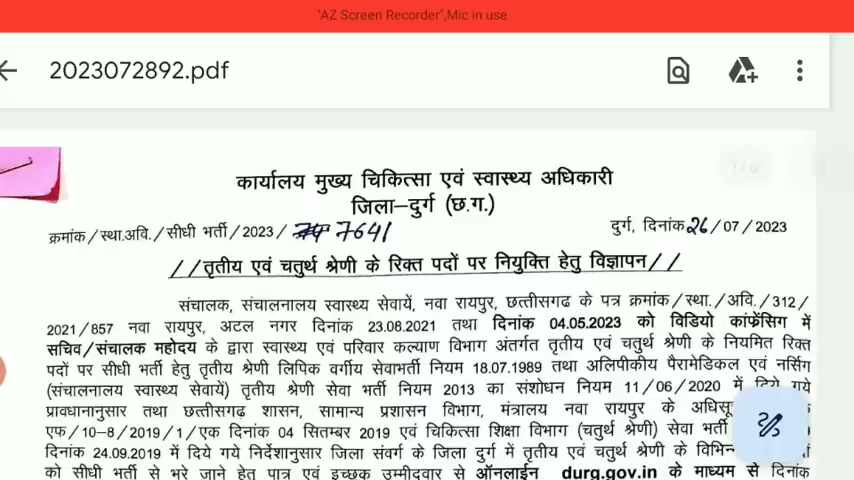 "AZ Screen Recorder",Mic in use
2023072892.pdf
कार्यालय मुख्य चिकित्सा एवं स्वास्थ्य अधिकारी
जिला–दुर्ग (छ.ग.)
क्रमांक/स्था.अवि./सीधी भर्ती/2023/ 7641 दुर्ग, दिनांक 26/07/2023
//तृतीय एवं चतुर्थ श्रेणी के रिक्त पदों पर नियुक्ति हेतु विज्ञापन//
संचालक, संचालनालय स्वास्थ्य सेवायें, नवा रायपुर, छत्तीसगढ के पत्र क्रमांक/स्था./अवि./312/
2021/857 नवा रायपुर, अटल नगर दिनांक 23.08.2021 तथा दिनांक 04.05.2023 को विडियो कांफ्रेंसिग में
सचिव/संचालक महोदय के द्वारा स्वास्थ्य एवं परिवार कल्याण विभाग अंतर्गत तृतीय एवं चतुर्थ श्रेणी के नियमित रिक्त
पदों पर सीधी भर्ती हेतु तृतीय श्रेणी लिपिक वर्गीय सेवाभर्ती नियम 18.07.1989 तथा अलिपीकीय पैरामेडिकल एवं नर्सिग
(संचालनालय स्वास्थ्य सेवायें) तृतीय श्रेणी सेवा भर्ती नियम 2013 का संशोधन नियम 11/06/2020 में दिये गये
प्रावधानानुसार तथा छत्तीसगढ शासन, सामान्य प्रशासन विभाग, मंत्रालय नवा रायपुर के
एफ/10–8/2019/1/एक दिनांक 04 सितम्बर 2019 एवं चिकित्सा शिक्षा विभाग (चतुर्थ श्रेणी) सेवा भर्ती
दिनांक 24.09.2019 में दिये गये निर्देशानुसार जिला संवर्ग के जिला दुर्ग में तृतीय एवं चतुर्थ श्रेणी के
को सीधी भर्ती से भरे जाने हेतु पात्र एवं इच्छुक उम्मीदवार से ऑनलाईन durg.gov.in के माध्यम से दिनांक